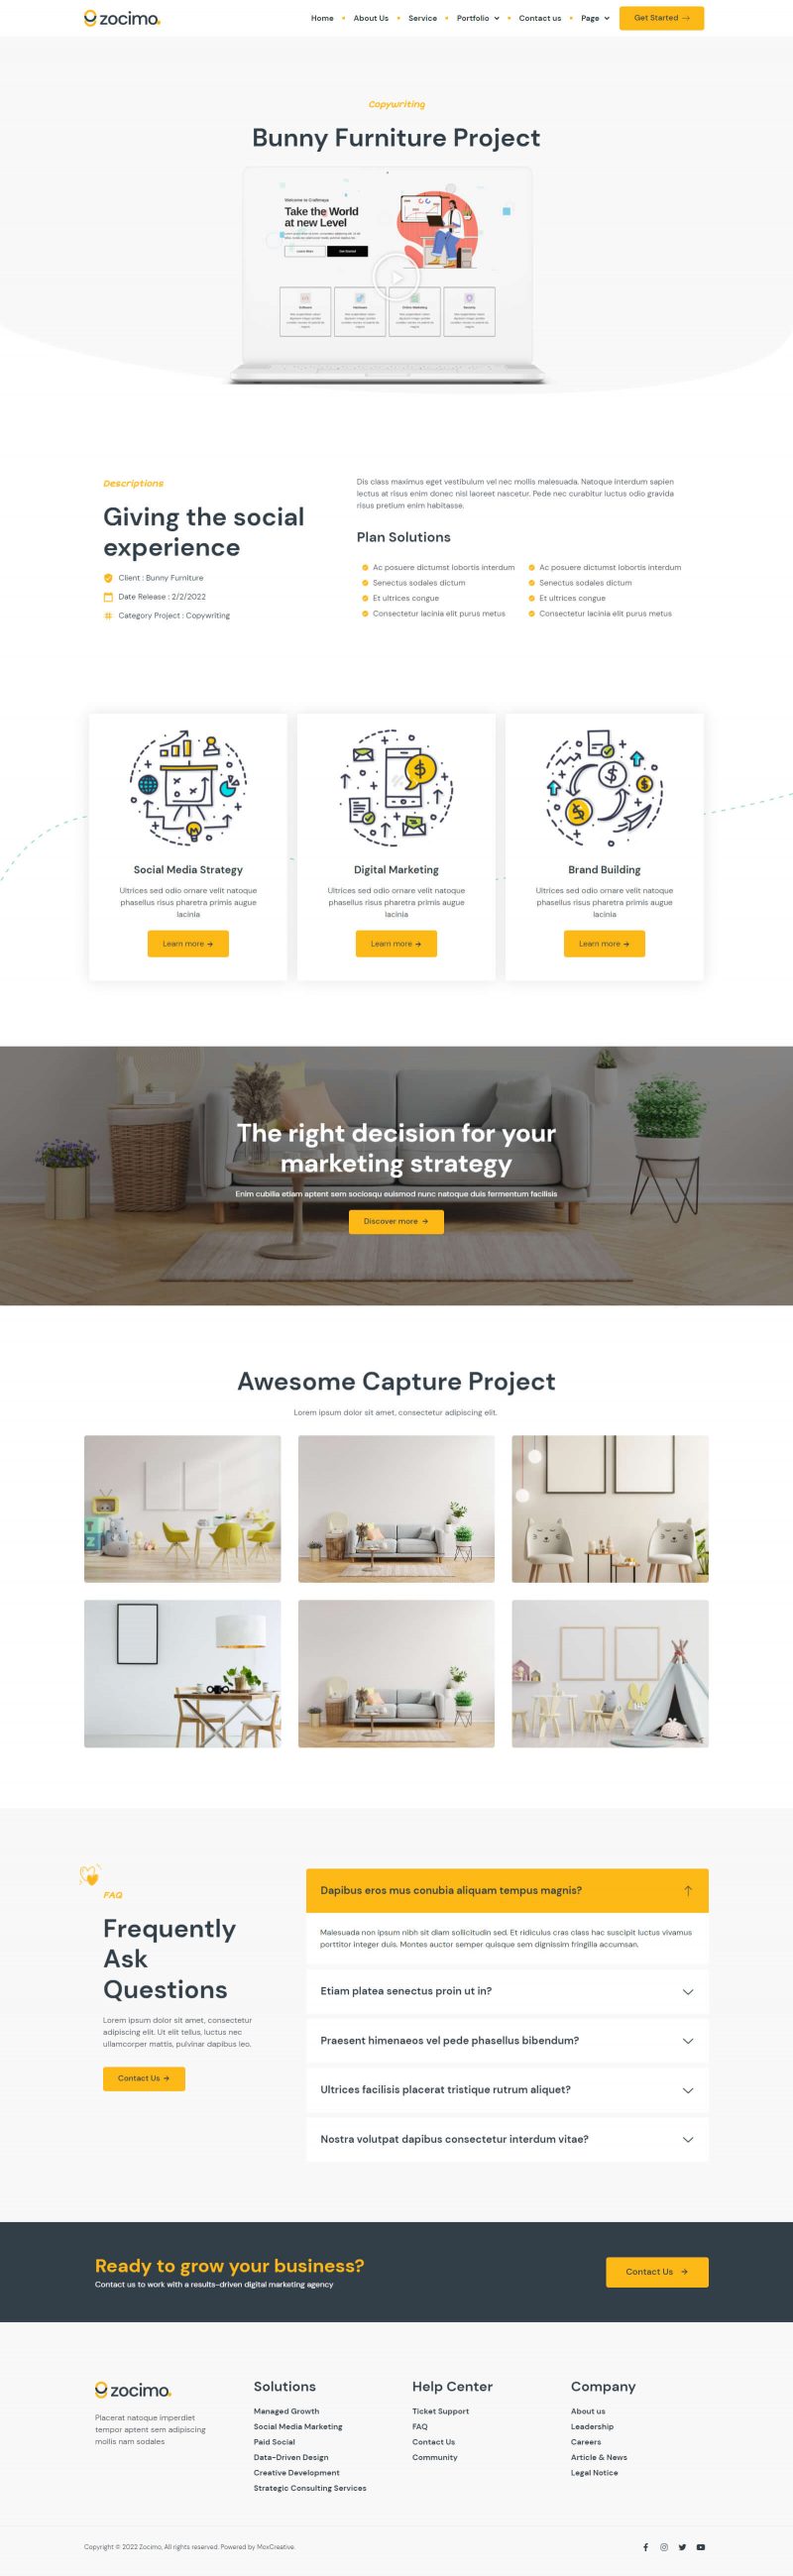 zocimo.
Home About Us Service Portfolio Contact us Page Get Started
Copywriting
Bunny Furniture Project
Welcome to Craftinaya
Take the World
at new Level
Learn More Get Started
Descriptions
Giving the social
experience
Client : Bunny Furniture
Date Release : 2/2/2022
Category Project : Copywriting
Dis class maximus eget vestibulum vel nec mollis malesuada. Natoque interdum sapien
lectus at risus enim donec nisi laoreet nascetur. Pede nec curabitur luctus odio gravida
risus pretium enim habitasse.
Plan Solutions
Ac posuere dictumst lobortis interdum
Senectus sodales dictum
Et ultrices congue
Consectetur lacinia elit purus metus
Ac posuere dictumst lobortis interdum
Senectus sodales dictum
Et ultrices congue
Consectetur lacinia elit purus metus
Social Media Strategy
Ultrices sed odio ornare velit natoque
phasellus risus pharetra primis augue
lacinia
Learn more
Digital Marketing
Ultrices sed odio ornare velit natoque
phasellus risus pharetra primis augue
lacinia
Learn more
Brand Building
Ultrices sed odio ornare velit natoque
phasellus risus pharetra primis augue
lacinia
Learn more
The right decision for your
marketing strategy
Enim cubilia etiam aptent sem sociosqu euismod nunc natoque duis fermentum facilisis
Discover more
Awesome Capture Project
Lorem ipsum dolor sit amet, consectetur adipiscing elit.
FAQ
Frequently
Ask
Questions
Lorem ipsum dolor sit amet, consectetur
adipiscing elit. Ut elit tellus, luctus nec
ullamcorper mattis, pulvinar dapibus leo.
Contact Us
Dapibus eros mus conubia aliquam tempus magnis?
Malesuada non ipsum nibh sit diam sollicitudin sed. Et ridiculus cras class hac suscipit luctus vivamus
porttitor integer duis. Montes auctor semper quisque sem dignissim fringilla accumsan.
Etiam platea senectus proin ut in?
Praesent himenaeos vel pede phasellus bibendum?
Ultrices facilisis placerat tristique rutrum aliquet?
Nostra volutpat dapibus consectetur interdum vitae?
Ready to grow your business?
Contact us to work with a results-driven digital marketing agency
Contact Us
zocimo.
Placerat natoque imperdiet
tempor aptent sem adipiscing
mollis nam sodales
Solutions
Managed Growth
Social Media Marketing
Paid Social
Data-Driven Design
Creative Development
Strategic Consulting Services
Help Center
Ticket Support
FAQ
Contact Us
Community
Company
About us
Leadership
Careers
Article & News
Legal Notice
Copyright © 2022 Zocimo, All rights reserved. Powered by MoxCreative.